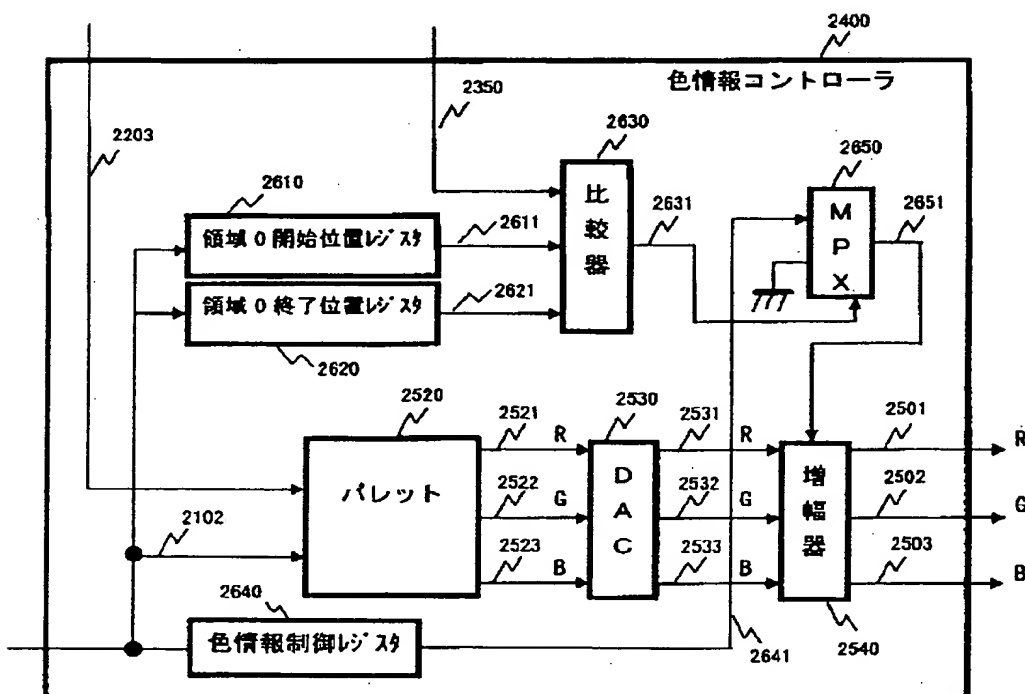 2400
色情報コントローラ
2350
2203
2630
2650
2610
比較器
MPX
2651
領域0開始位置ﾚｼﾞｽﾀ
2611
2631
領域0終了位置ﾚｼﾞｽﾀ
2621
2620
2520
2521
R
2530
2531
R
2501
R
パレット
2522
G
DAC
2532
G
増幅器
2502
G
2102
2523
B
2533
B
2503
B
2640
色情報制御ﾚｼﾞｽﾀ
2641
2540